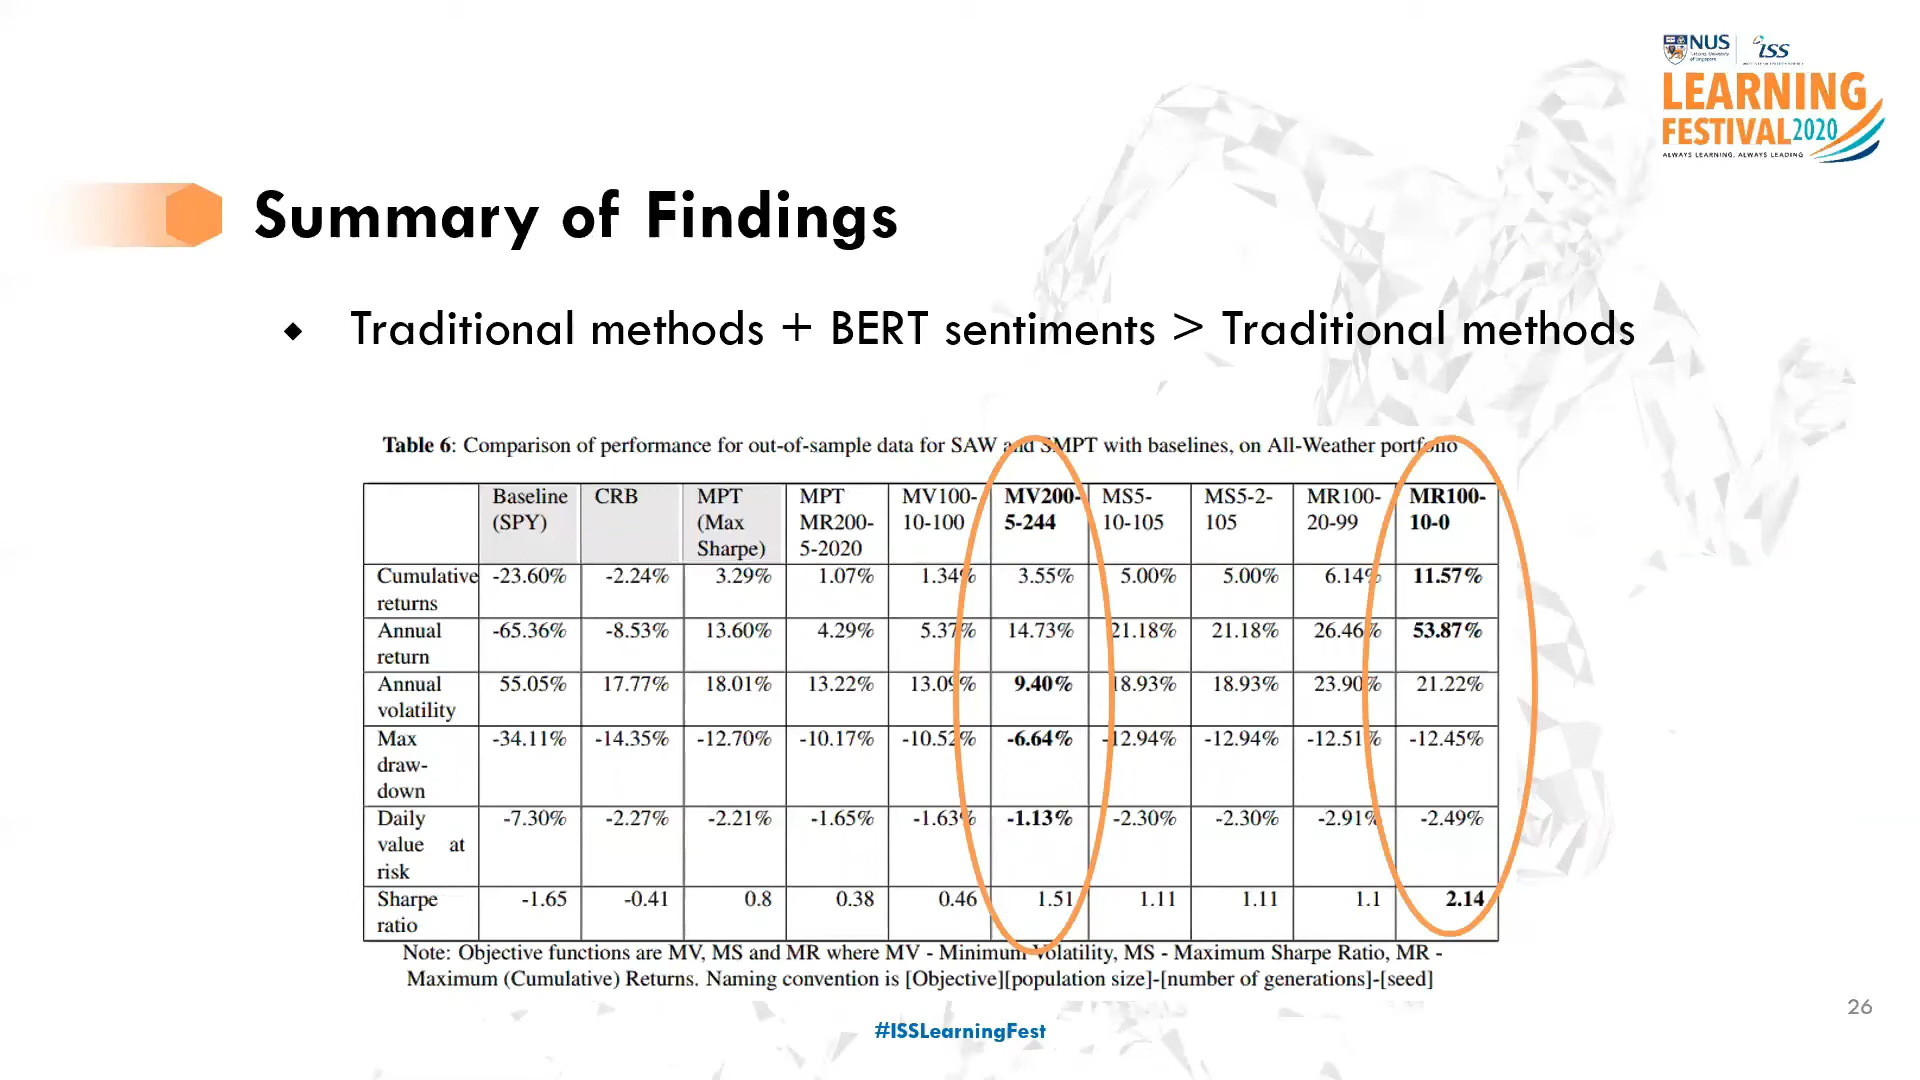 NUS
ISS
LEARNING
FESTIVAL2020
ALWAYS LEARNING. ALWAYS LEADING
Summary of Findings
Traditional methods + BERT sentiments > Traditional methods
Table 6: Comparison of performance for out-of-sample data for SAW and SMPT with baselines, on All-Weather portfolio
Baseline (SPY) CRB MPT (Max Sharpe) MPT MR200-5-2020 MV100-10-100 MV200-5-244 MS5-10-105 MS5-2-105 MR100-20-99 MR100-10-0
Cumulative returns -23.60% -2.24% 3.29% 1.07% 1.34% 3.55% 5.00% 5.00% 6.14% 11.57%
Annual return -65.36% -8.53% 13.60% 4.29% 5.37% 14.73% 21.18% 21.18% 26.46% 53.87%
Annual volatility 55.05% 17.77% 18.01% 13.22% 13.09% 9.40% 18.93% 18.93% 23.90% 21.22%
Max draw-down -34.11% -14.35% -12.70% -10.17% -10.52% -6.64% -12.94% -12.94% -12.51% -12.45%
Daily value at risk -7.30% -2.27% -2.21% -1.65% -1.63% -1.13% -2.30% -2.30% -2.91% -2.49%
Sharpe ratio -1.65 -0.41 0.8 0.38 0.46 1.51 1.11 1.11 1.1 2.14
Note: Objective functions are MV, MS and MR where MV - Minimum Volatility, MS - Maximum Sharpe Ratio, MR -
Maximum (Cumulative) Returns. Naming convention is [Objective][population size]-[number of generations]-[seed]
26
#ISSLearningFest